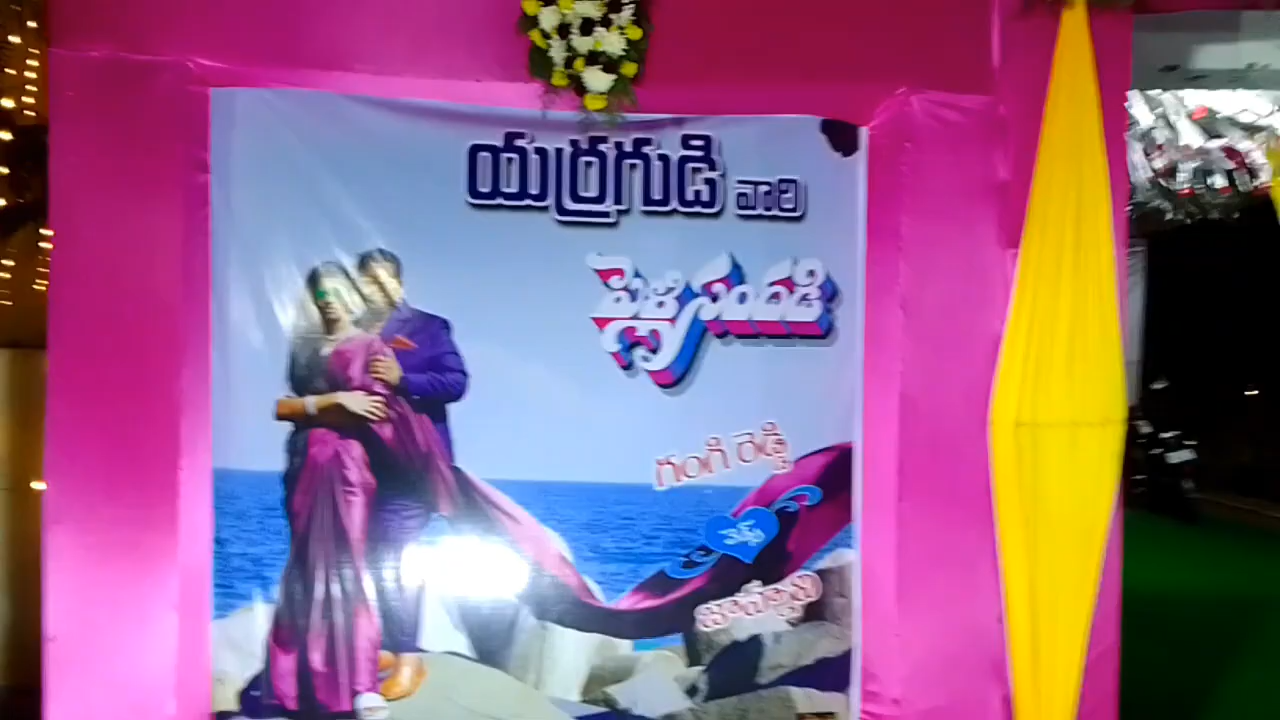 యర్రగుడి వారి
పెళ్లి సందడి
గంగి రెడ్డి
వెడ్స్